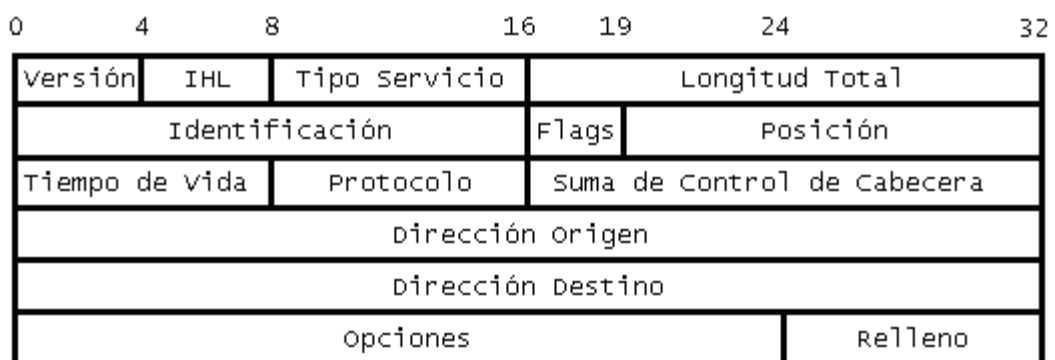 0 4 8 16 19 24 32
Versión IHL Tipo Servicio Longitud Total
Identificación Flags Posición
Tiempo de Vida Protocolo Suma de Control de Cabecera
Dirección Origen
Dirección Destino
Opciones Relleno